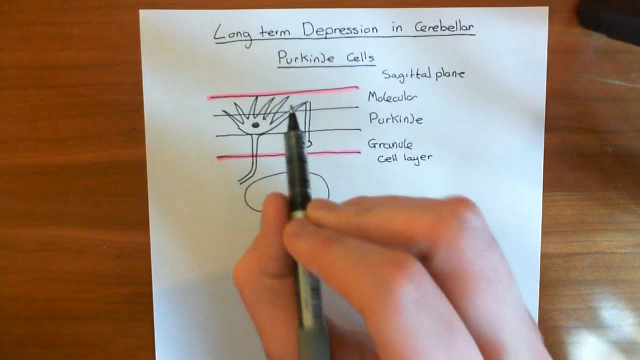 Long term Depression in Cerebellar
Purkinje Cells
Sagittal plane
Molecular
Purkinje
Granule
Cell layer